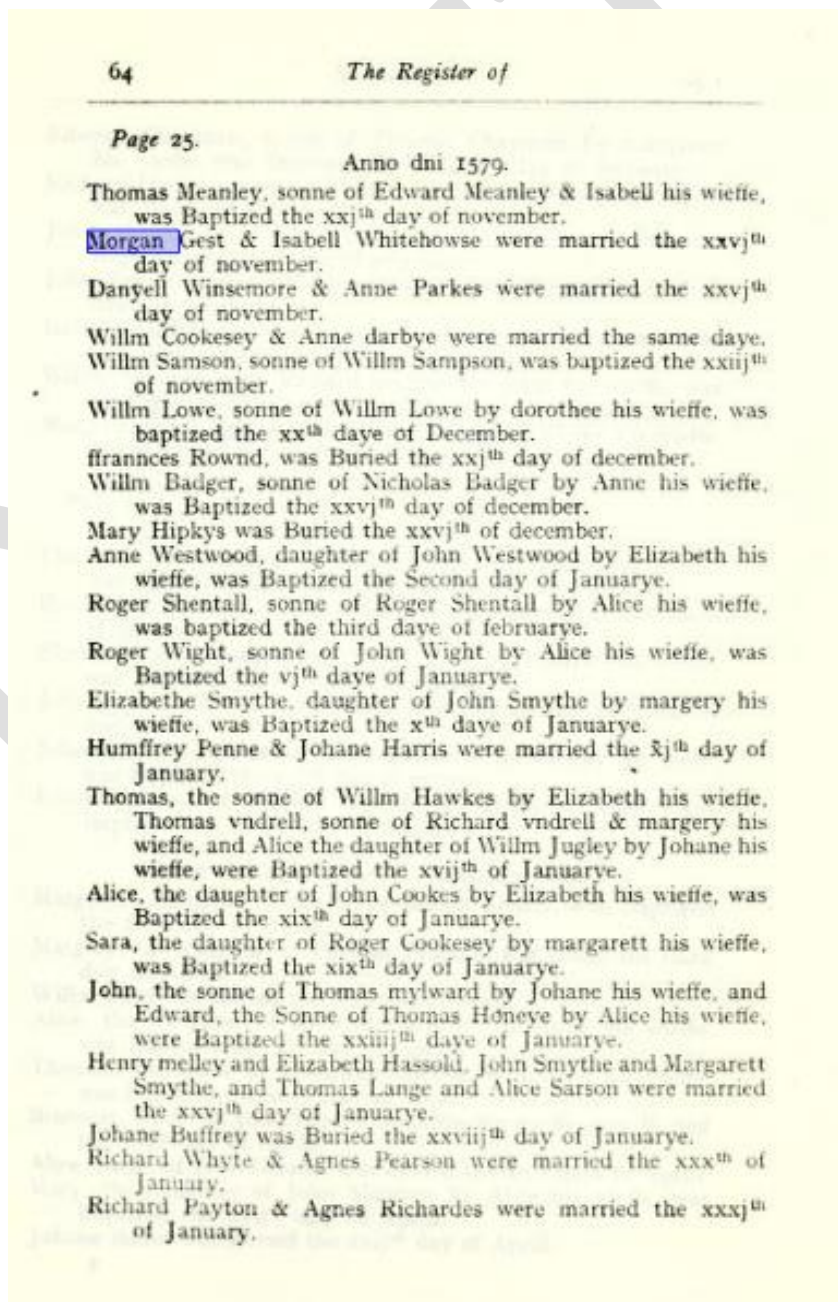 64 The Register of
Page 25.
Anno dni 1579.
Thomas Meanley, sonne of Edward Meanley & Isabell his wieffe,
was Baptized the xxjth day of november.
Morgan Gest & Isabell Whitehowse were married the xxvjth
day of november.
Danyell Winsemore & Anne Parkes were married the xxvjth
day of november.
Willm Cookesey & Anne darbye were married the same daye.
Willm Samson, sonne of Willm Sampson, was baptized the xxiijth
of november.
Willm Lowe, sonne of Willm Lowe by dorothee his wieffe, was
baptized the xxth daye of December.
ffrannces Rownd, was Buried the xxjth day of december.
Willm Badger, sonne of Nicholas Badger by Anne his wieffe,
was Baptized the xxvjth day of december.
Mary Hipkys was Buried the xxvjth of december.
Anne Westwood, daughter of John Westwood by Elizabeth his
wieffe, was Baptized the Second day of Januarye.
Roger Shentall, sonne of Roger Shentall by Alice his wieffe,
was baptized the third daye of februarye.
Roger Wight, sonne of John Wight by Alice his wieffe, was
Baptized the vjth daye of Januarye.
Elizabethe Smythe, daughter of John Smythe by margery his
wieffe, was Baptized the xth daye of Januarye.
Humffrey Penne & Johane Harris were married the x̃jth day of
January.
Thomas, the sonne of Willm Hawkes by Elizabeth his wieffe,
Thomas vndrell, sonne of Richard vndrell & margery his
wieffe, and Alice the daughter of Willm Jugley by Johane his
wieffe, were Baptized the xvijth of Januarye.
Alice, the daughter of John Cookes by Elizabeth his wieffe, was
Baptized the xixth day of Januarye.
Sara, the daughter of Roger Cookesey by margarett his wieffe,
was Baptized the xixth day of Januarye.
John, the sonne of Thomas mylward by Johane his wieffe, and
Edward, the Sonne of Thomas Honeye by Alice his wieffe,
were Baptized the xxiiijth daye of Januarye.
Henry melley and Elizabeth Hassold, John Smythe and Margarett
Smythe, and Thomas Lange and Alice Sarson were married
the xxvjth day of Januarye.
Johane Buffrey was Buried the xxviijth day of Januarye.
Richard Whyte & Agnes Pearson were married the xxxth of
January.
Richard Payton & Agnes Richardes were married the xxxjth
of January.